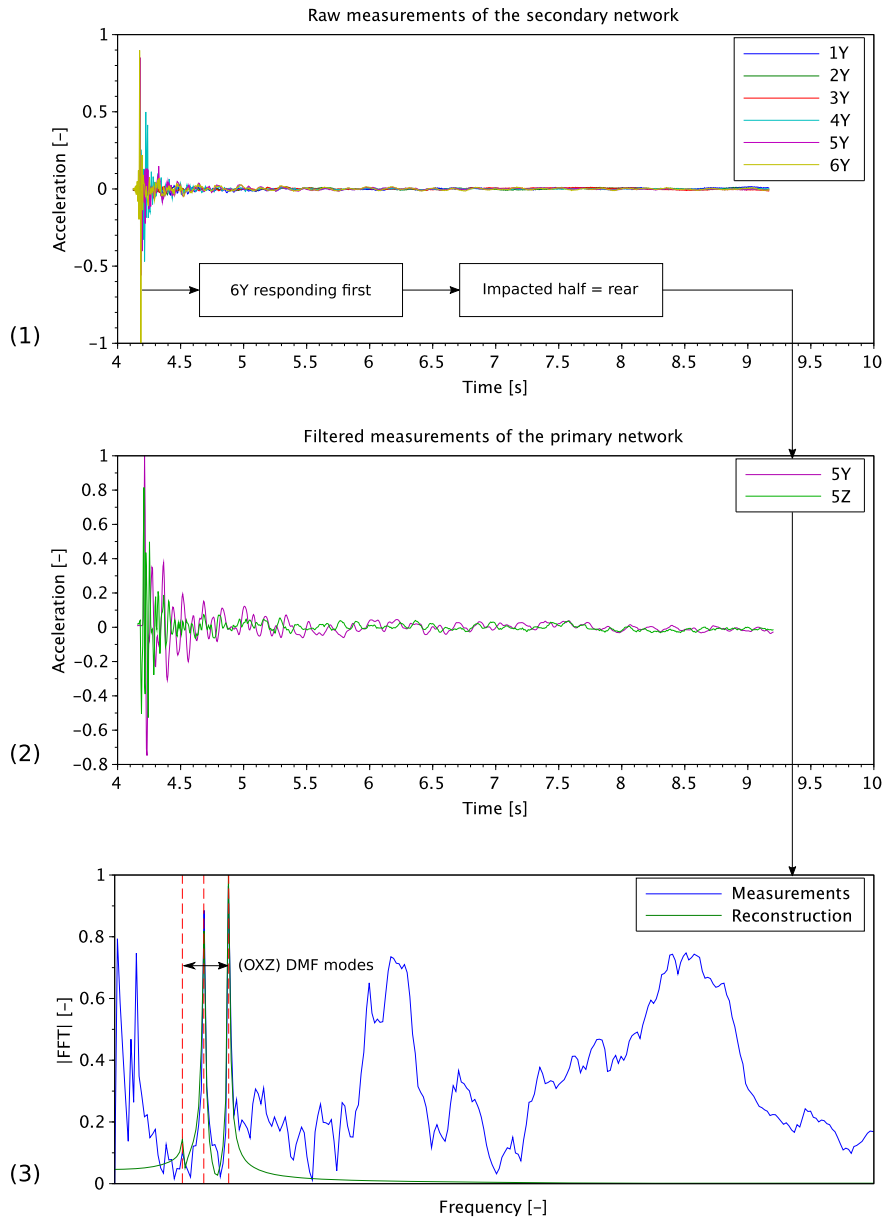 Raw measurements of the secondary network
1
0.5
0
−0.5
−1
Acceleration [–]
1Y
2Y
3Y
4Y
5Y
6Y
6Y responding first
Impacted half = rear
(1)
4 4.5 5 5.5 6 6.5 7 7.5 8 8.5 9 9.5 10
Time [s]
Filtered measurements of the primary network
1
0.8
0.6
0.4
0.2
0
−0.2
−0.4
−0.6
−0.8
Acceleration [–]
5Y
5Z
(2)
4 4.5 5 5.5 6 6.5 7 7.5 8 8.5 9 9.5 10
Time [s]
1
0.8
0.6
0.4
0.2
0
|FFT| [–]
Measurements
Reconstruction
(OXZ) DMF modes
(3)
Frequency [–]